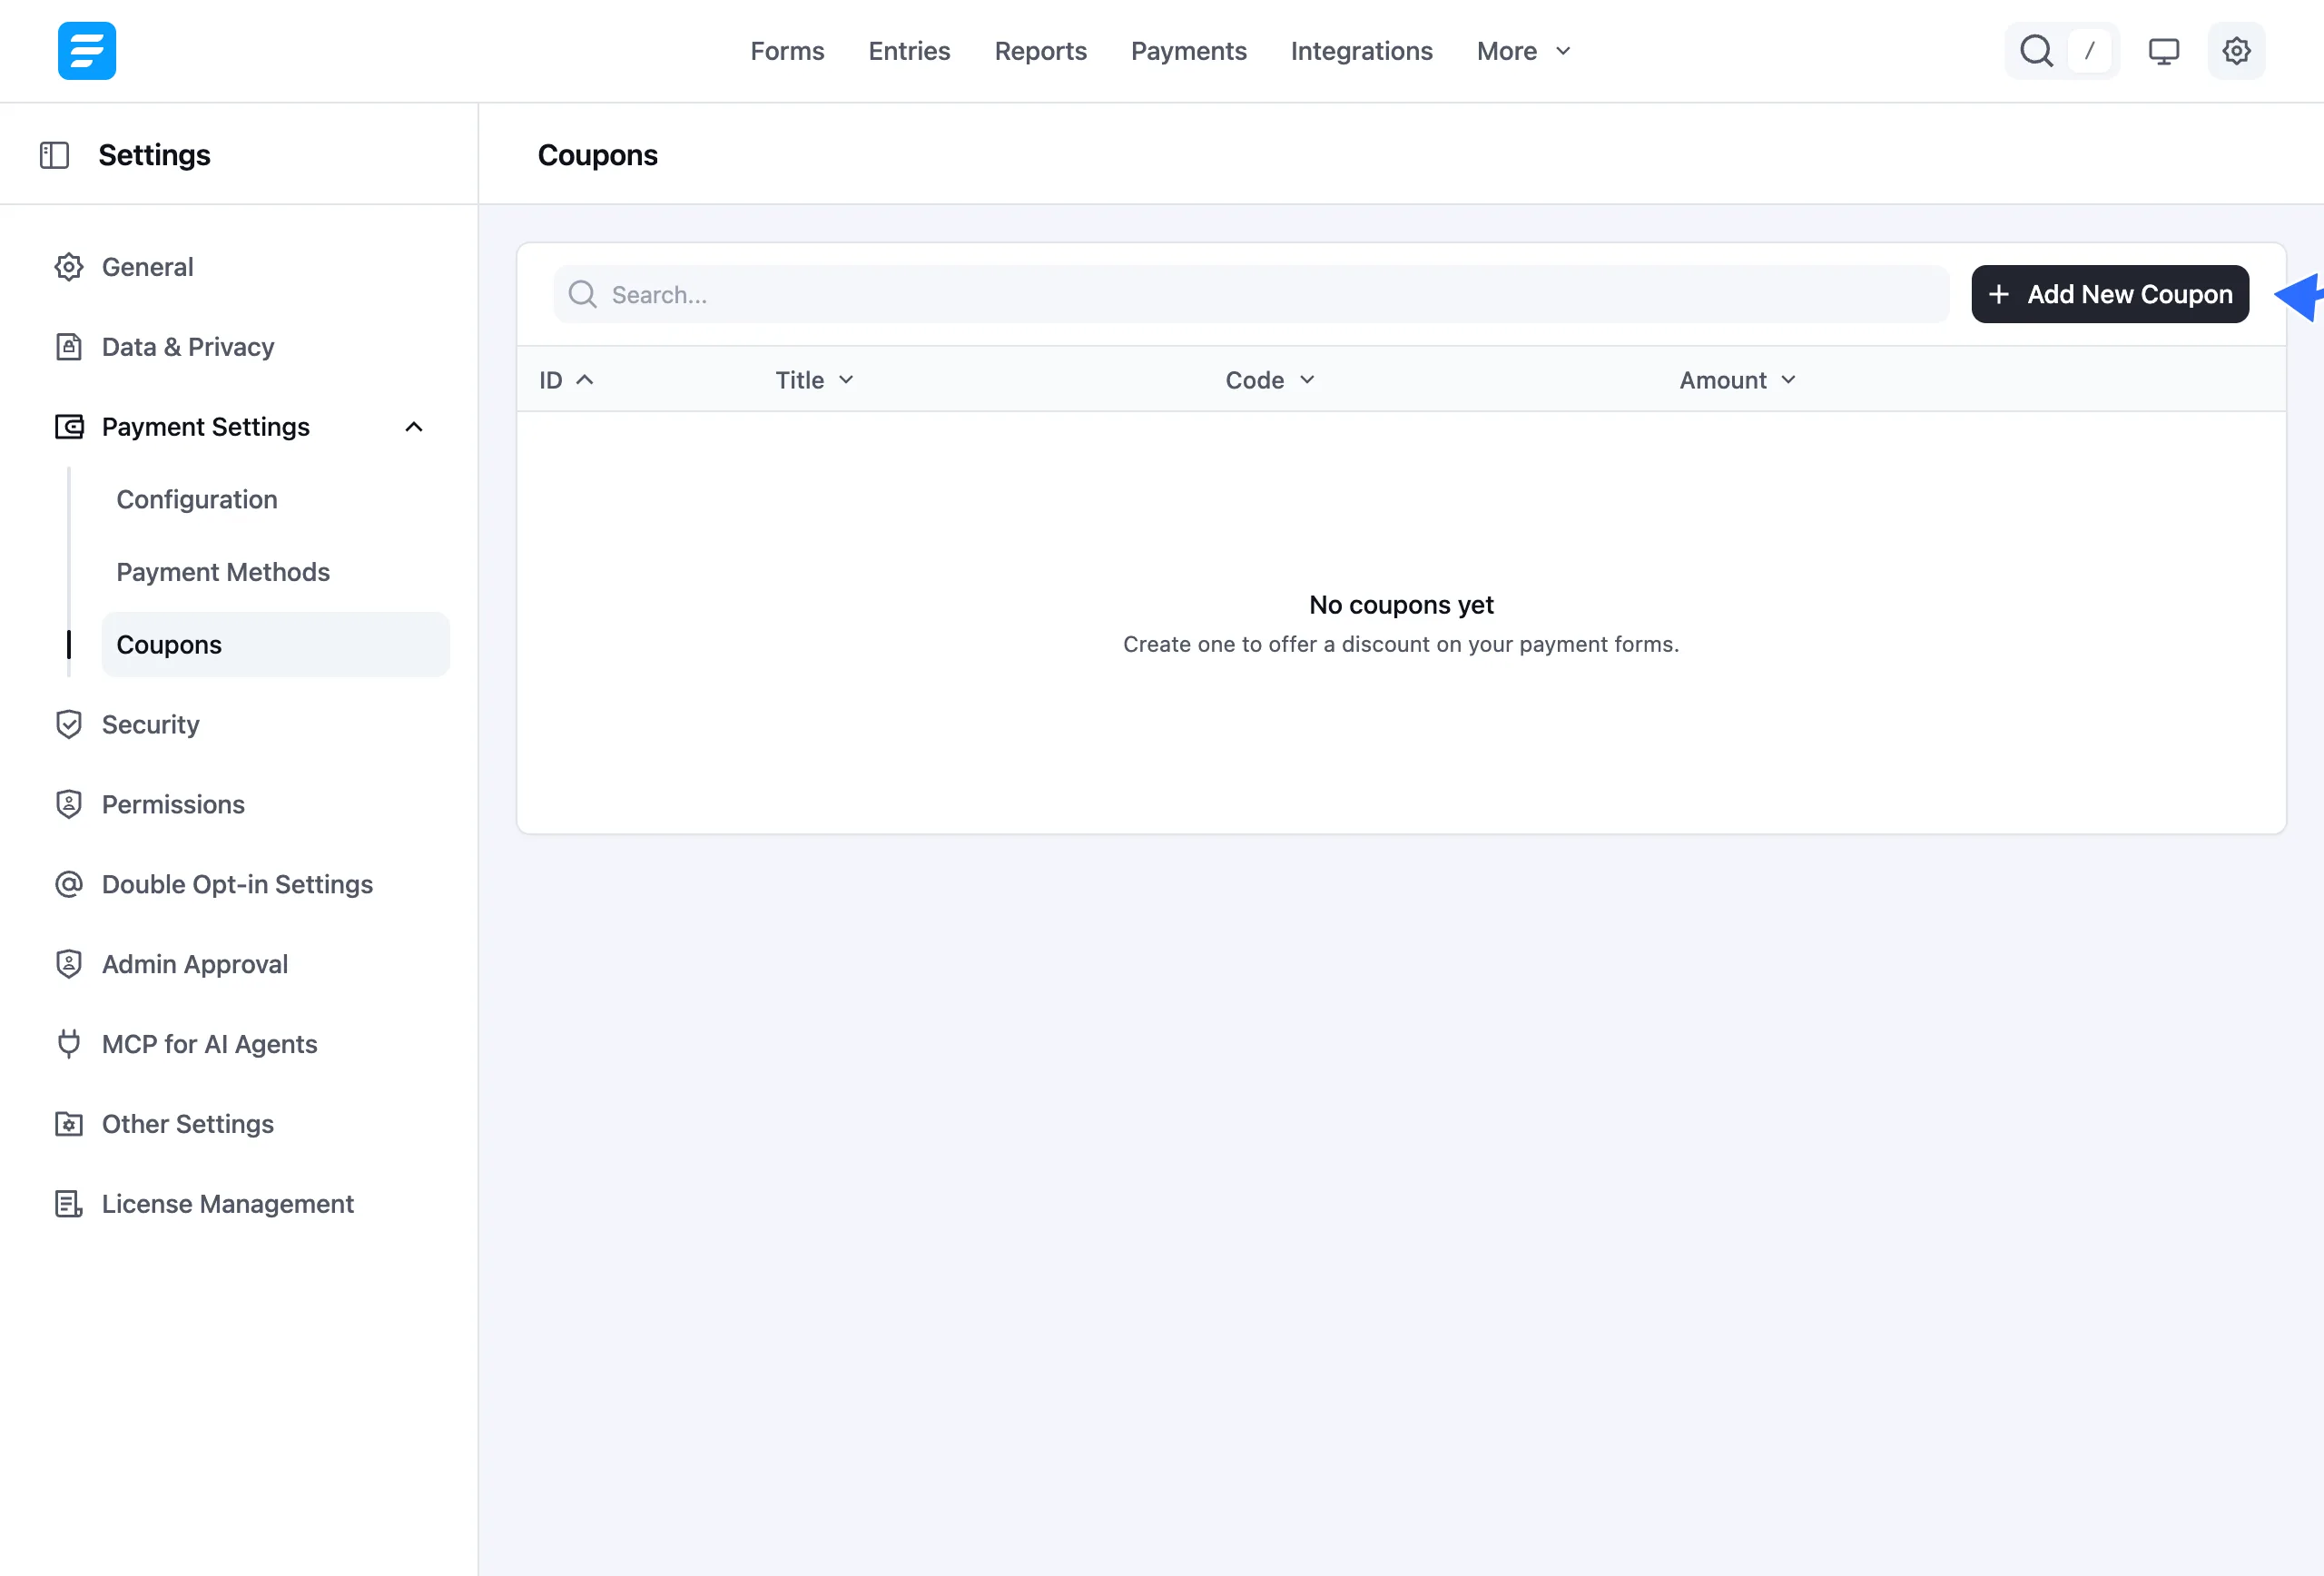 Forms Entries Reports Payments Integrations More /
Settings
Coupons
General
Data & Privacy
Payment Settings
Configuration
Payment Methods
Coupons
Security
Permissions
Double Opt-in Settings
Admin Approval
MCP for AI Agents
Other Settings
License Management
Search...
+ Add New Coupon
ID Title Code Amount
No coupons yet
Create one to offer a discount on your payment forms.